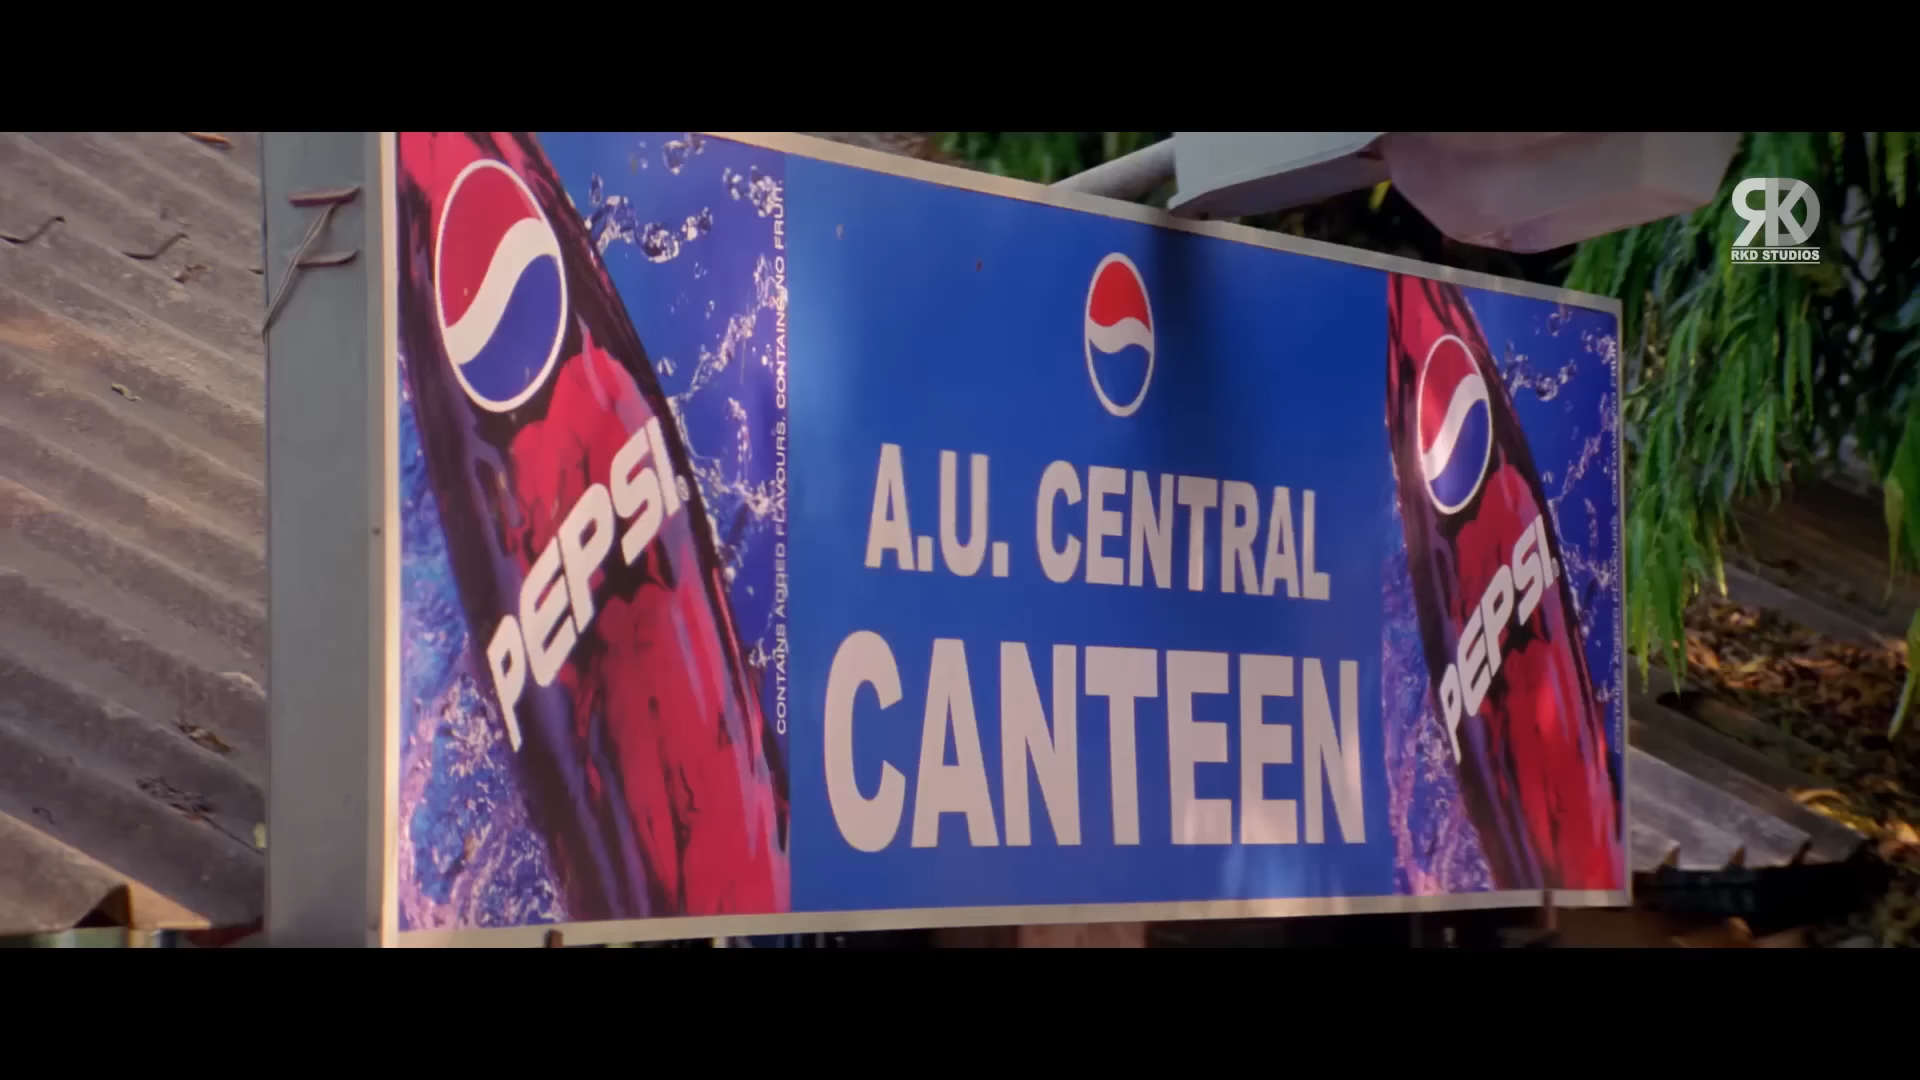 PEPSI
CONTAINS ADDED FLAVOURS. CONTAINS NO FRUIT.
A.U. CENTRAL
CANTEEN
PEPSI
RKD STUDIOS